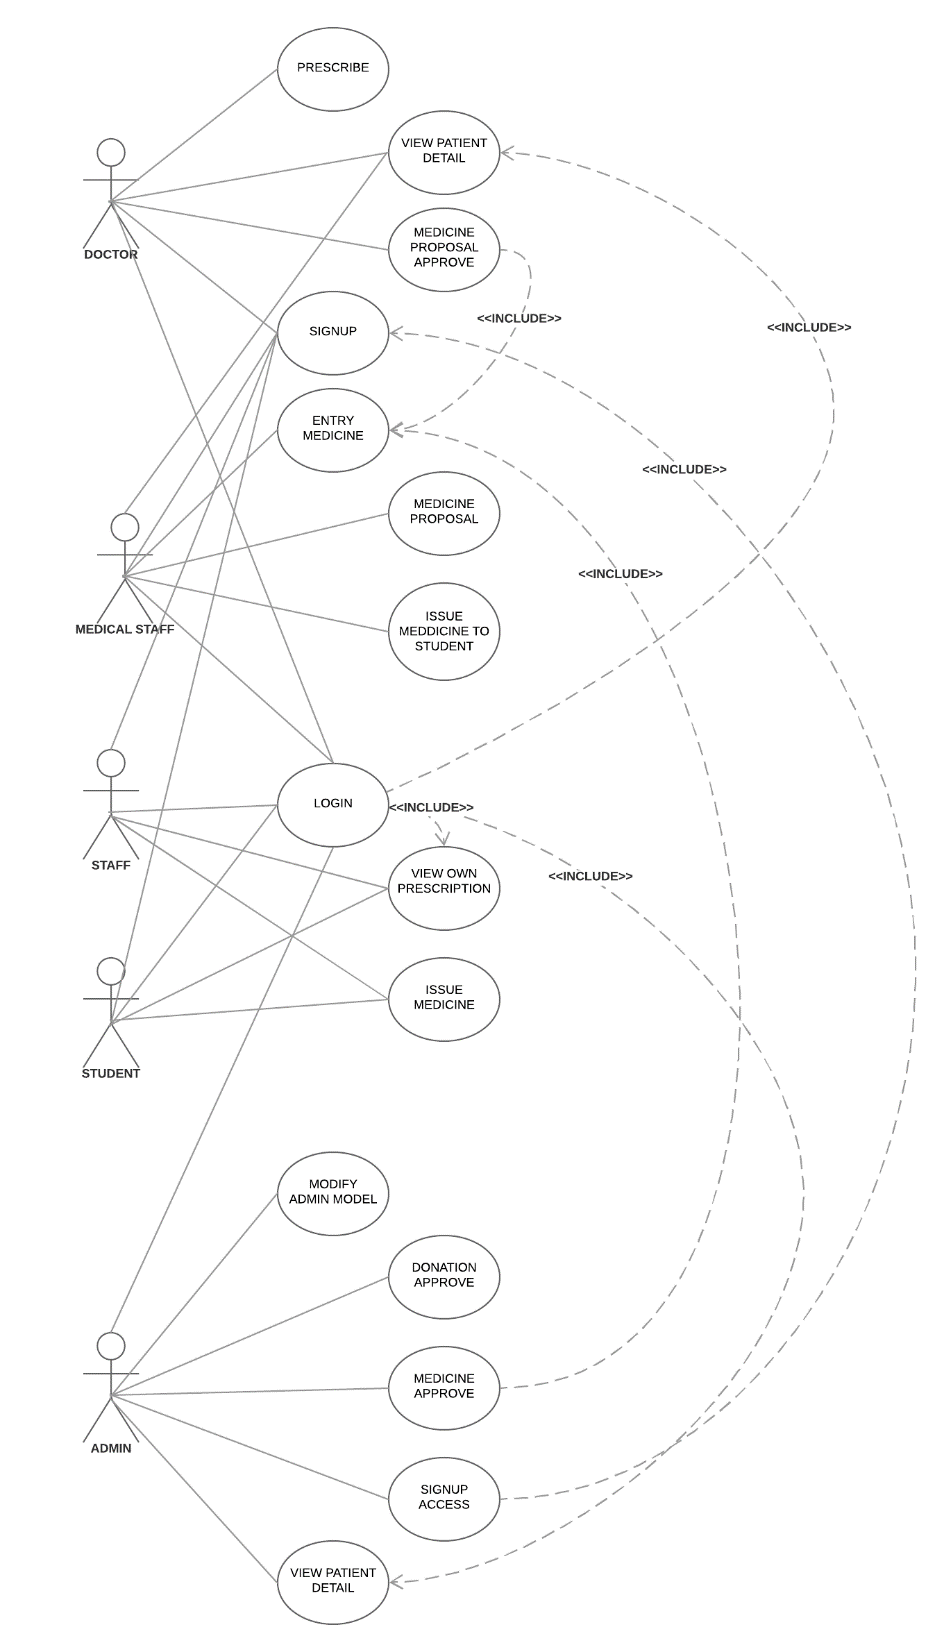 PRESCRIBE
VIEW PATIENT
DETAIL
DOCTOR
MEDICINE
PROPOSAL
APPROVE
<<INCLUDE>>
<<INCLUDE>>
SIGNUP
ENTRY
MEDICINE
<<INCLUDE>>
MEDICINE
PROPOSAL
<<INCLUDE>>
MEDICAL STAFF
ISSUE
MEDDICINE TO
STUDENT
LOGIN
<<INCLUDE>>
STAFF
VIEW OWN
PRESCRIPTION
<<INCLUDE>>
ISSUE
MEDICINE
STUDENT
MODIFY
ADMIN MODEL
DONATION
APPROVE
MEDICINE
APPROVE
ADMIN
SIGNUP
ACCESS
VIEW PATIENT
DETAIL